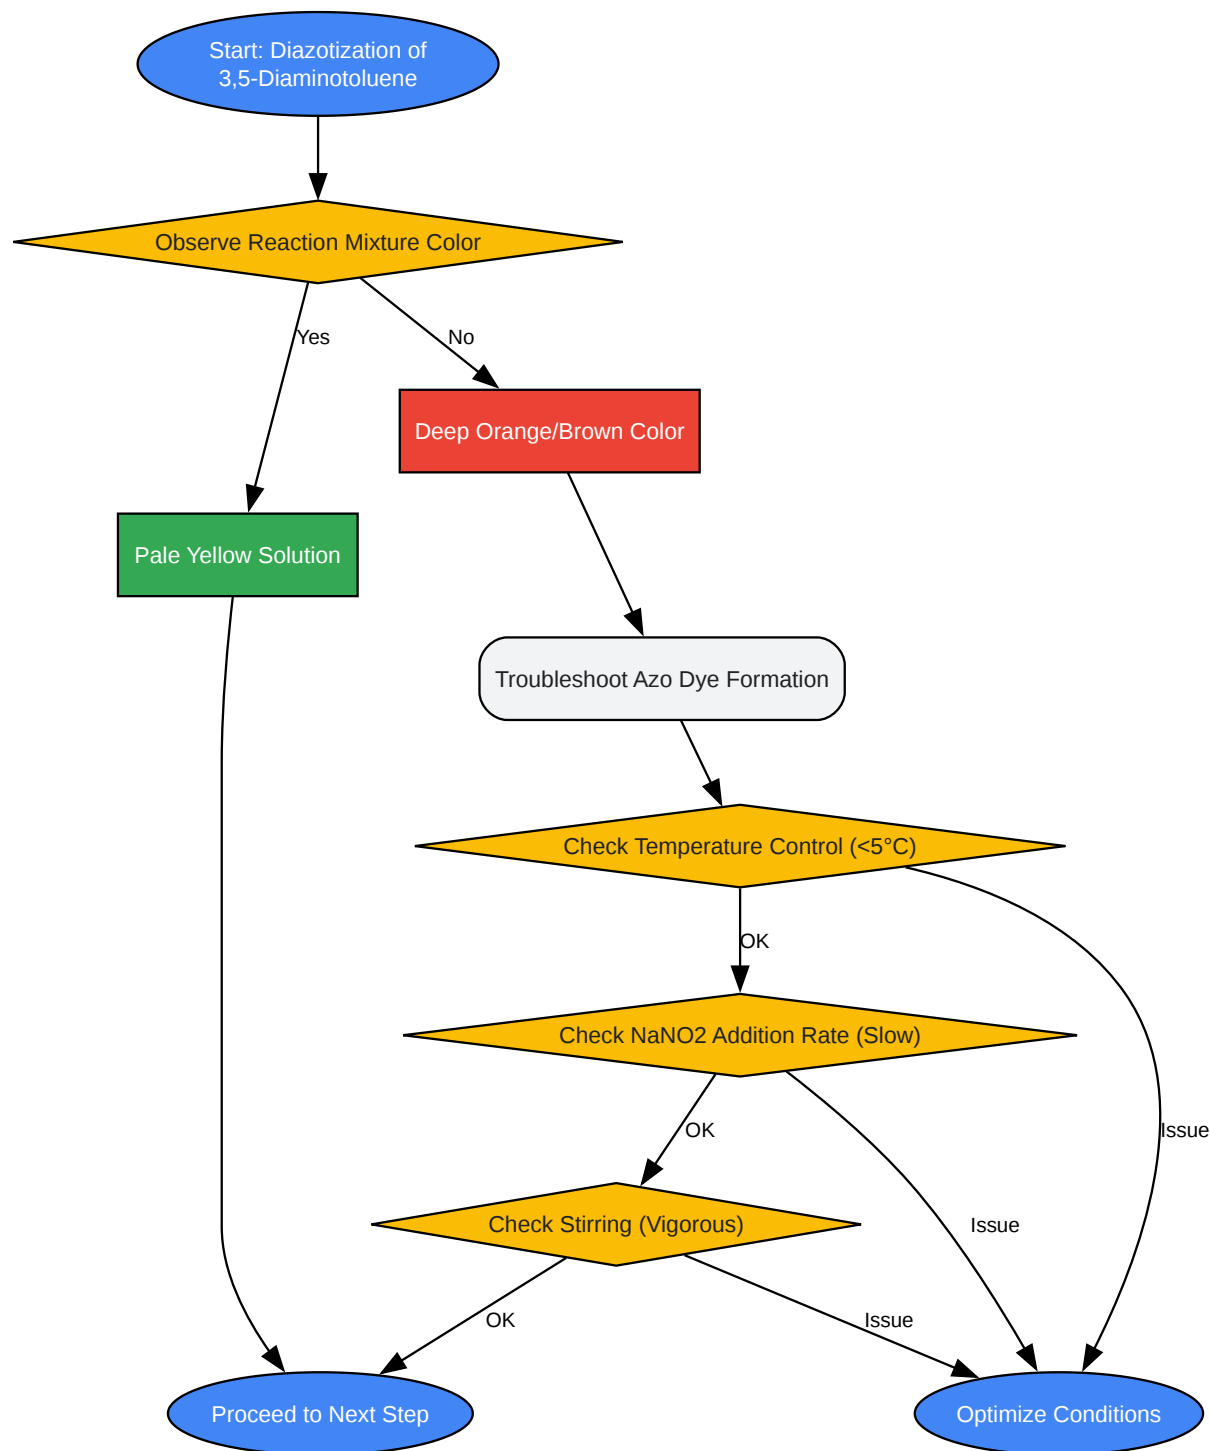 Start: Diazotization of
3,5-Diaminotoluene
Observe Reaction Mixture Color
Yes
No
Deep Orange/Brown Color
Pale Yellow Solution
Troubleshoot Azo Dye Formation
Check Temperature Control (<5°C)
OK
Check NaNO2 Addition Rate (Slow)
OK
Issue
Check Stirring (Vigorous)
Issue
OK
Issue
Proceed to Next Step
Optimize Conditions